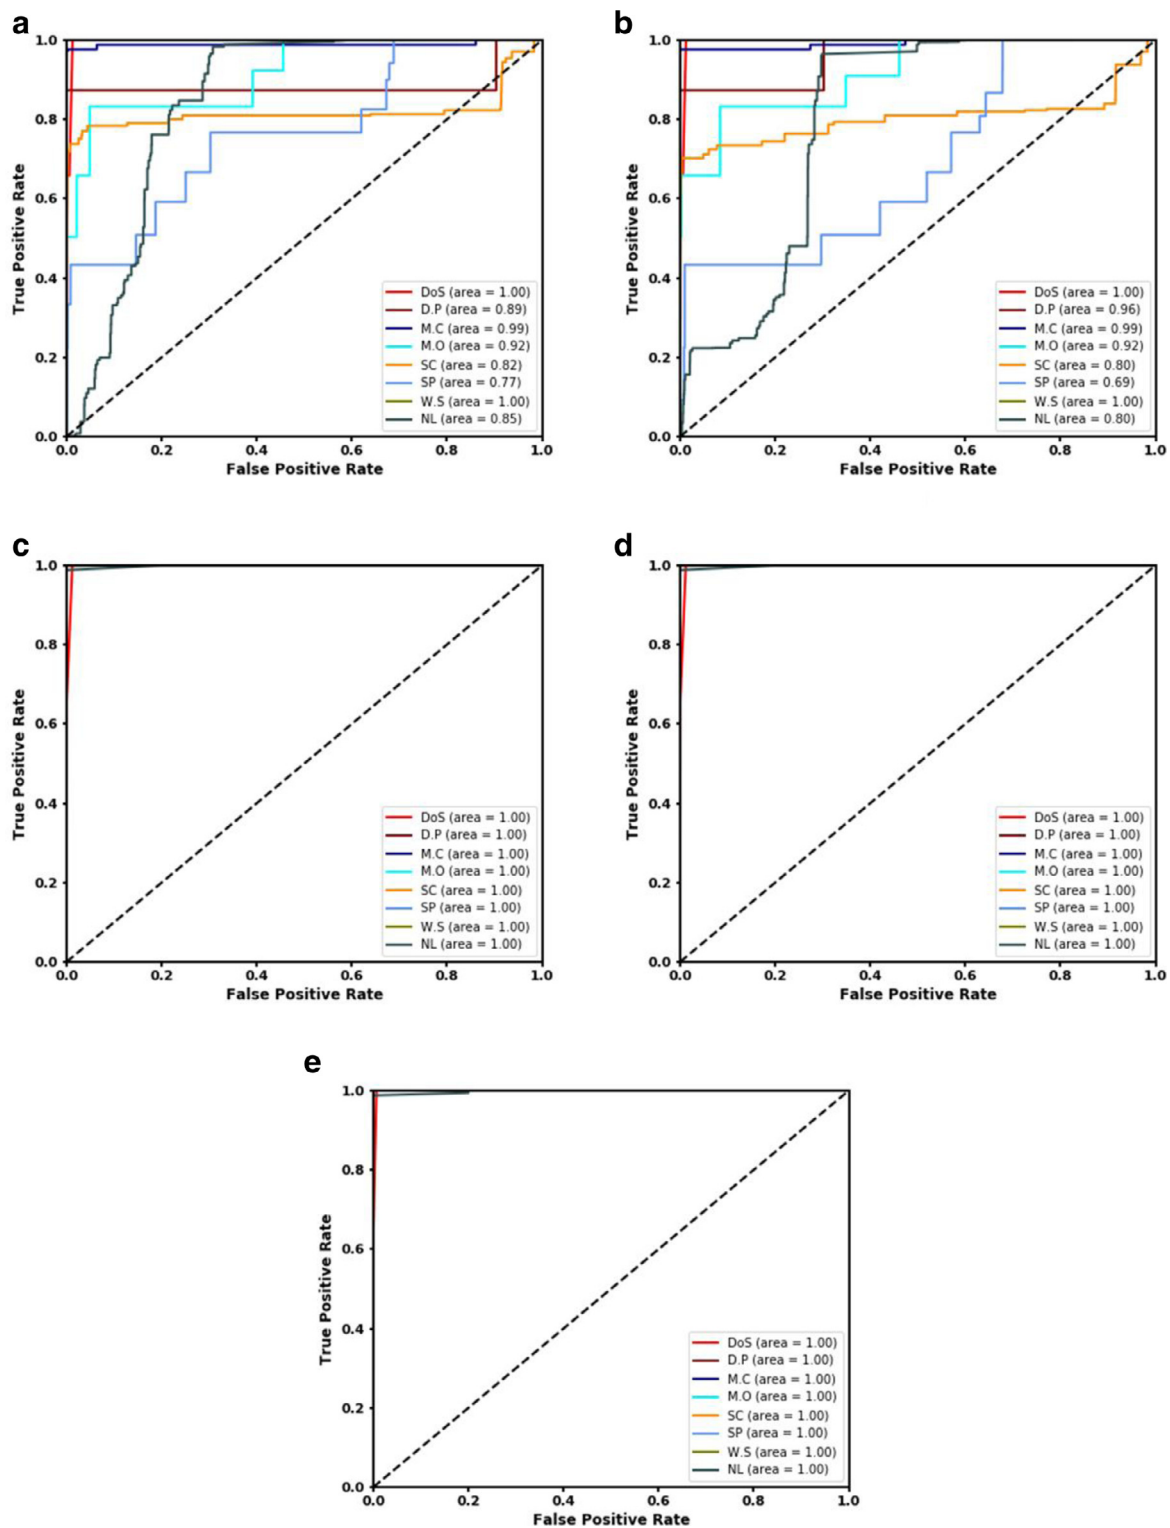 a
1.0
0.8
0.6
0.4
0.2
0.0
True Positive Rate
DoS (area = 1.00)
D.P (area = 0.89)
M.C (area = 0.99)
M.O (area = 0.92)
SC (area = 0.82)
SP (area = 0.77)
W.S (area = 1.00)
NL (area = 0.85)
0.0 0.2 0.4 0.6 0.8 1.0
False Positive Rate
b
1.0
0.8
0.6
0.4
0.2
0.0
True Positive Rate
DoS (area = 1.00)
D.P (area = 0.96)
M.C (area = 0.99)
M.O (area = 0.92)
SC (area = 0.80)
SP (area = 0.69)
W.S (area = 1.00)
NL (area = 0.80)
0.0 0.2 0.4 0.6 0.8 1.0
False Positive Rate
c
1.0
0.8
0.6
0.4
0.2
0.0
True Positive Rate
DoS (area = 1.00)
D.P (area = 1.00)
M.C (area = 1.00)
M.O (area = 1.00)
SC (area = 1.00)
SP (area = 1.00)
W.S (area = 1.00)
NL (area = 1.00)
0.0 0.2 0.4 0.6 0.8 1.0
False Positive Rate
d
1.0
0.8
0.6
0.4
0.2
0.0
True Positive Rate
DoS (area = 1.00)
D.P (area = 1.00)
M.C (area = 1.00)
M.O (area = 1.00)
SC (area = 1.00)
SP (area = 1.00)
W.S (area = 1.00)
NL (area = 1.00)
0.0 0.2 0.4 0.6 0.8 1.0
False Positive Rate
e
1.0
0.8
0.6
0.4
0.2
0.0
True Positive Rate
DoS (area = 1.00)
D.P (area = 1.00)
M.C (area = 1.00)
M.O (area = 1.00)
SC (area = 1.00)
SP (area = 1.00)
W.S (area = 1.00)
NL (area = 1.00)
0.0 0.2 0.4 0.6 0.8 1.0
False Positive Rate